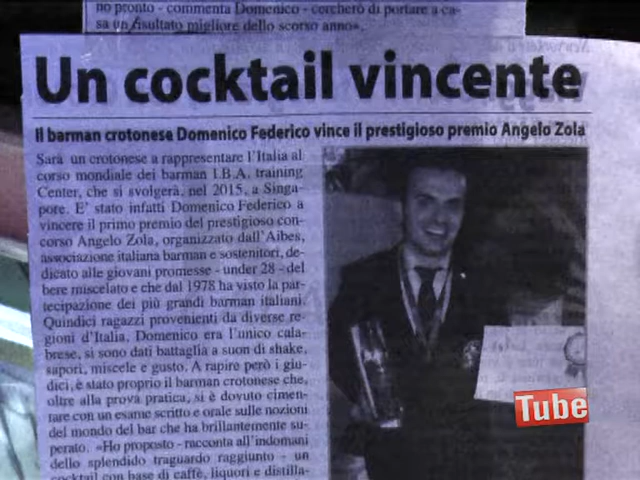 no pronto - commenta Domenico - cercherò di portare a ca-
sa un risultato migliore dello scorso anno».
Un cocktail vincente
Il barman crotonese Domenico Federico vince il prestigioso premio Angelo Zola
Sarà un crotonese a rappresentare l'Italia al
corso mondiale dei barman I.B.A. training
Center, che si svolgerà, nel 2015, a Singa-
pore. E' stato infatti Domenico Federico a
vincere il primo premio del prestigioso con-
corso Angelo Zola, organizzato dall'Aibes,
associazione italiana barman e sostenitori, de-
dicato alle giovani promesse - under 28 - del
bere miscelato e che dal 1978 ha visto la par-
tecipazione dei più grandi barman italiani.
Quindici ragazzi provenienti da diverse re-
gioni d'Italia, Domenico era l'unico cala-
brese, si sono dati battaglia a suon di shake,
sapori, miscele e gusto. A rapire però i giu-
dici, è stato proprio il barman crotonese che,
oltre alla prova pratica, si è dovuto cimen-
tare con un esame scritto e orale sulle nozioni
del mondo del bar che ha brillantemente su-
perato. «Ho proposto - racconta all'indomani
dello splendido traguardo raggiunto - un
cocktail con base di caffè, liquori e distilla-
Tube